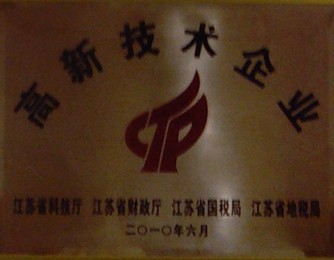 高新技术企业
江苏省科技厅 江苏省财政厅 江苏省国税局 江苏省地税局
二〇一〇年六月